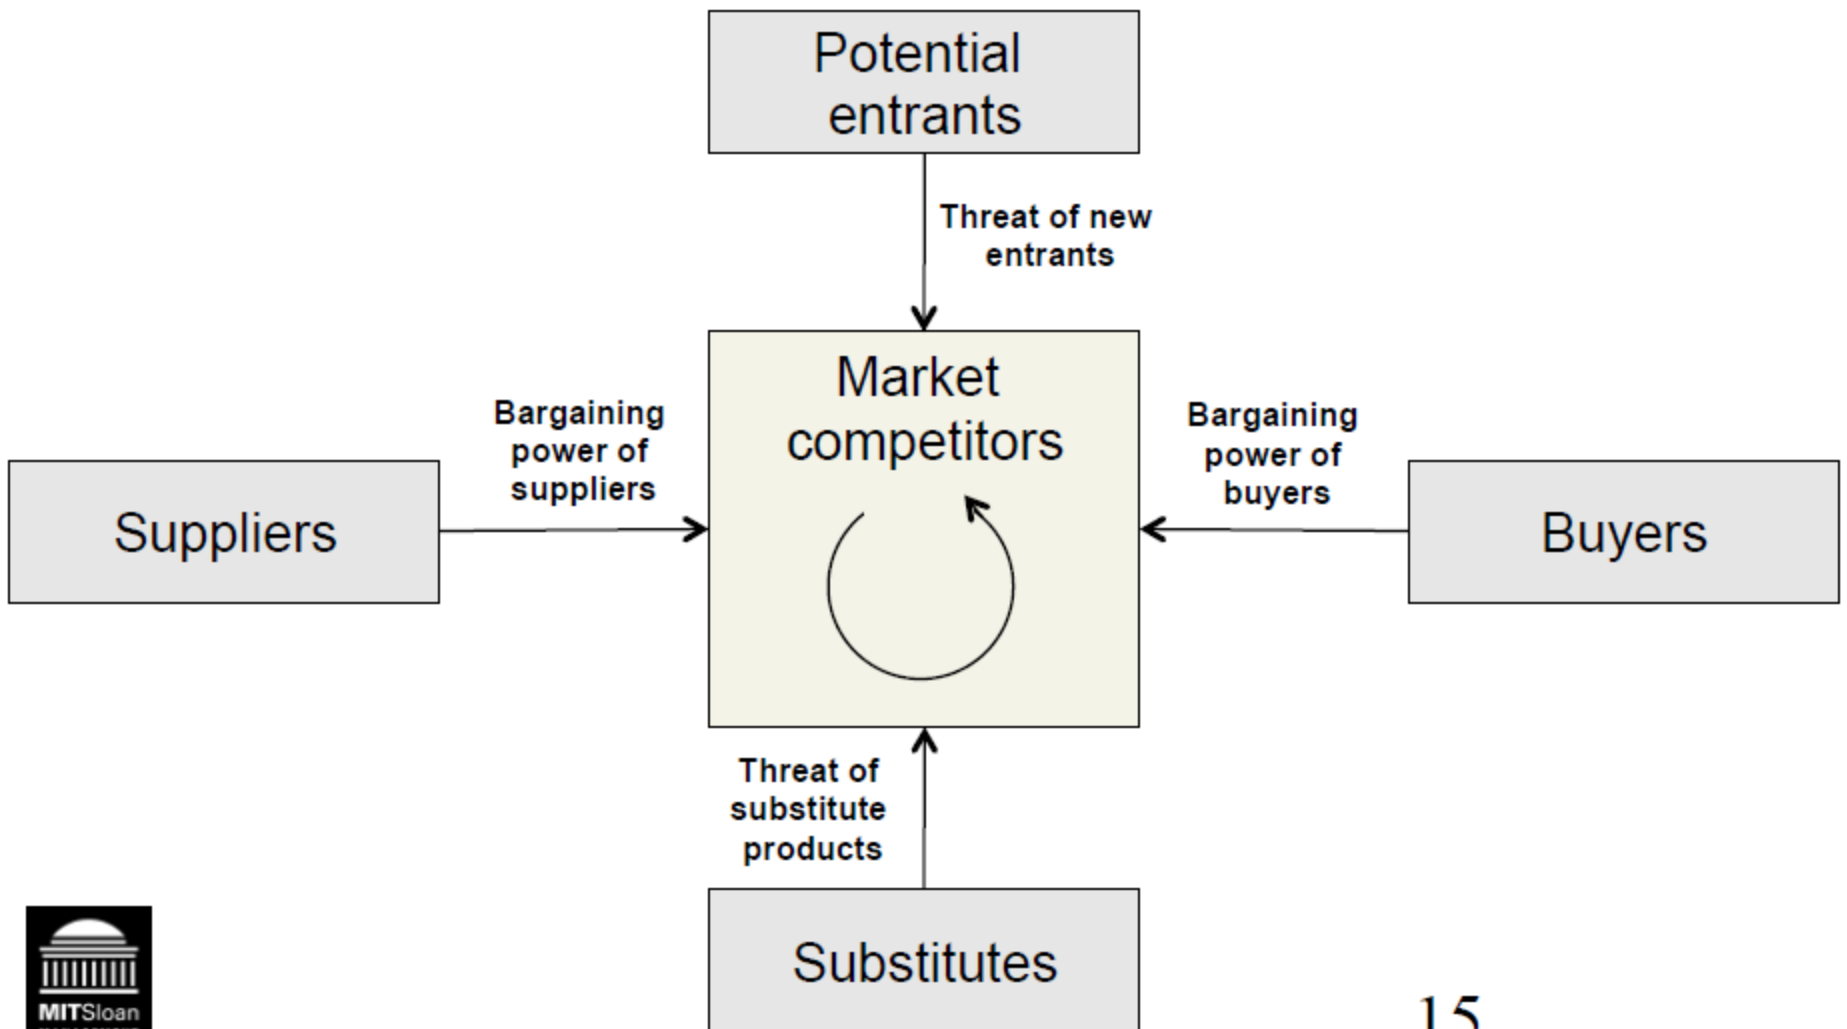 Potential
entrants
Threat of new
entrants
Market
competitors
Bargaining
power of
suppliers
Bargaining
power of
buyers
Suppliers
Buyers
Threat of
substitute
products
Substitutes
MITSloan
15